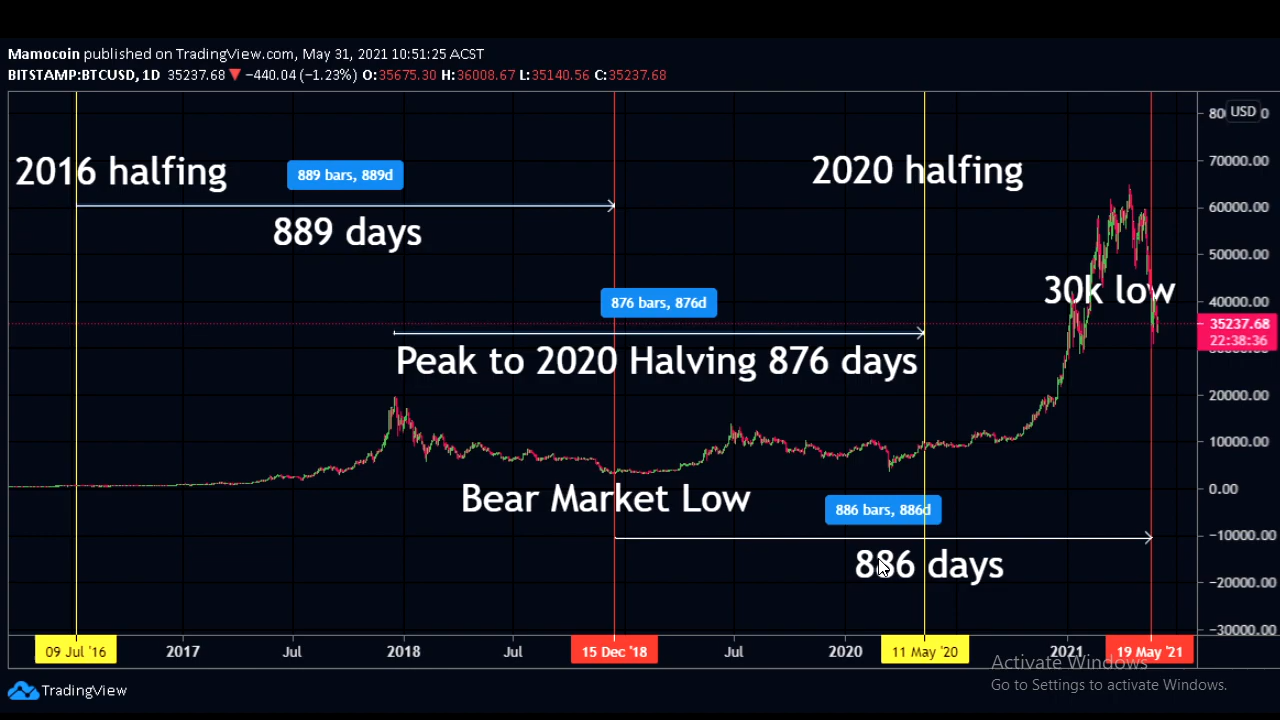 Mamocoin published on TradingView.com, May 31, 2021 10:51:25 ACST
BITSTAMP:BTCUSD, 1D 35237.68 ▼ −440.04 (−1.23%) O:35675.30 H:36008.67 L:35140.56 C:35237.68
USD
2016 halfing
889 bars, 889d
2020 halfing
70000.00
60000.00
889 days
50000.00
30k low
876 bars, 876d
40000.00
35237.68
22:38:36
Peak to 2020 Halving 876 days
20000.00
10000.00
0.00
Bear Market Low
886 bars, 886d
−10000.00
886 days
−20000.00
−30000.00
09 Jul '16 2017 Jul 2018 Jul 15 Dec '18 Jul 2020 11 May '20 2021 19 May '21
Activate Windows
Go to Settings to activate Windows.
TradingView